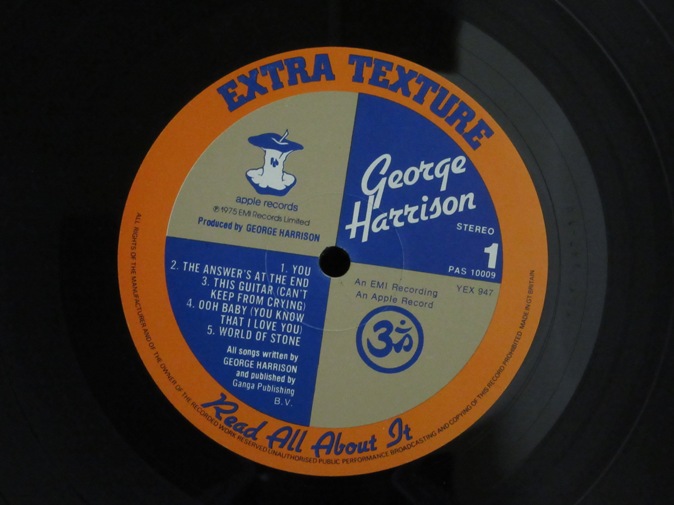 EXTRA TEXTURE
apple records
℗ 1975 EMI Records Limited
Produced by GEORGE HARRISON
George
Harrison
STEREO
1
PAS 10009
YEX 947
1. YOU
2. THE ANSWER'S AT THE END
3. THIS GUITAR (CAN'T
KEEP FROM CRYING)
4. OOH BABY (YOU KNOW
THAT I LOVE YOU)
5. WORLD OF STONE
All songs written by
GEORGE HARRISON
and published by
Ganga Publishing
B.V.
An EMI Recording
An Apple Record
ॐ
Read All About It
ALL RIGHTS OF THE MANUFACTURER AND OF THE OWNER OF THE RECORDED WORK RESERVED UNAUTHORISED PUBLIC PERFORMANCE BROADCASTING AND COPYING OF THIS RECORD PROHIBITED MADE IN GT. BRITAIN